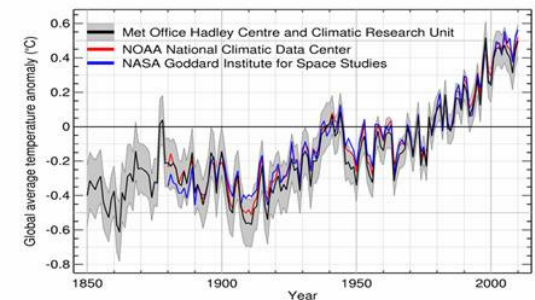 0.6
Met Office Hadley Centre and Climatic Research Unit
NOAA National Climatic Data Center
NASA Goddard Institute for Space Studies
0.4
0.2
0
-0.2
-0.4
-0.6
-0.8
Global average temperature anomaly (°C)
1850
1900
1950
2000
Year